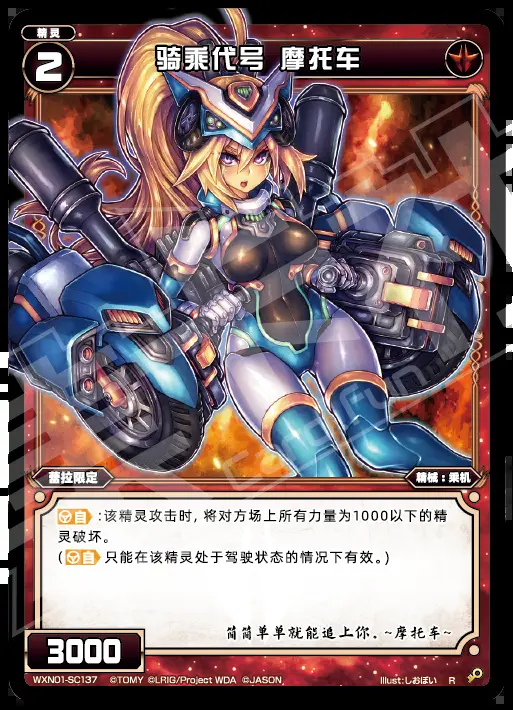 精灵
2
骑乘代号 摩托车
蕾拉限定
精械：乘机
自:该精灵攻击时, 将对方场上所有力量为1000以下的精
灵破坏。
(自 只能在该精灵处于驾驶状态的情况下有效。)
简简单单就能追上你。~摩托车~
3000
WXN01-SC137 ©TOMY ©LRIG/Project WDA ©JASON Illust:しおぼい R